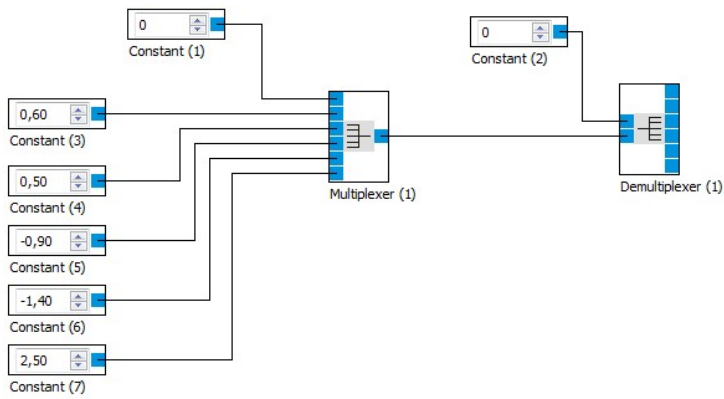 0
Constant (1)
0
Constant (2)
0,60
Constant (3)
0,50
Constant (4)
-0,90
Constant (5)
-1,40
Constant (6)
2,50
Constant (7)
Multiplexer (1)
Demultiplexer (1)